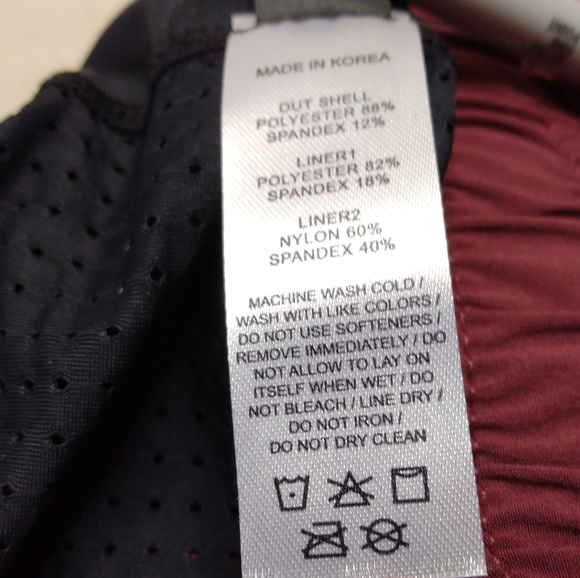 MADE IN KOREA
OUT SHELL
POLYESTER 88%
SPANDEX 12%
LINER1
POLYESTER 82%
SPANDEX 18%
LINER2
NYLON 60%
SPANDEX 40%
MACHINE WASH COLD /
WASH WITH LIKE COLORS /
DO NOT USE SOFTENERS /
REMOVE IMMEDIATELY / DO
NOT ALLOW TO LAY ON
ITSELF WHEN WET / DO
NOT BLEACH / LINE DRY /
DO NOT IRON /
DO NOT DRY CLEAN